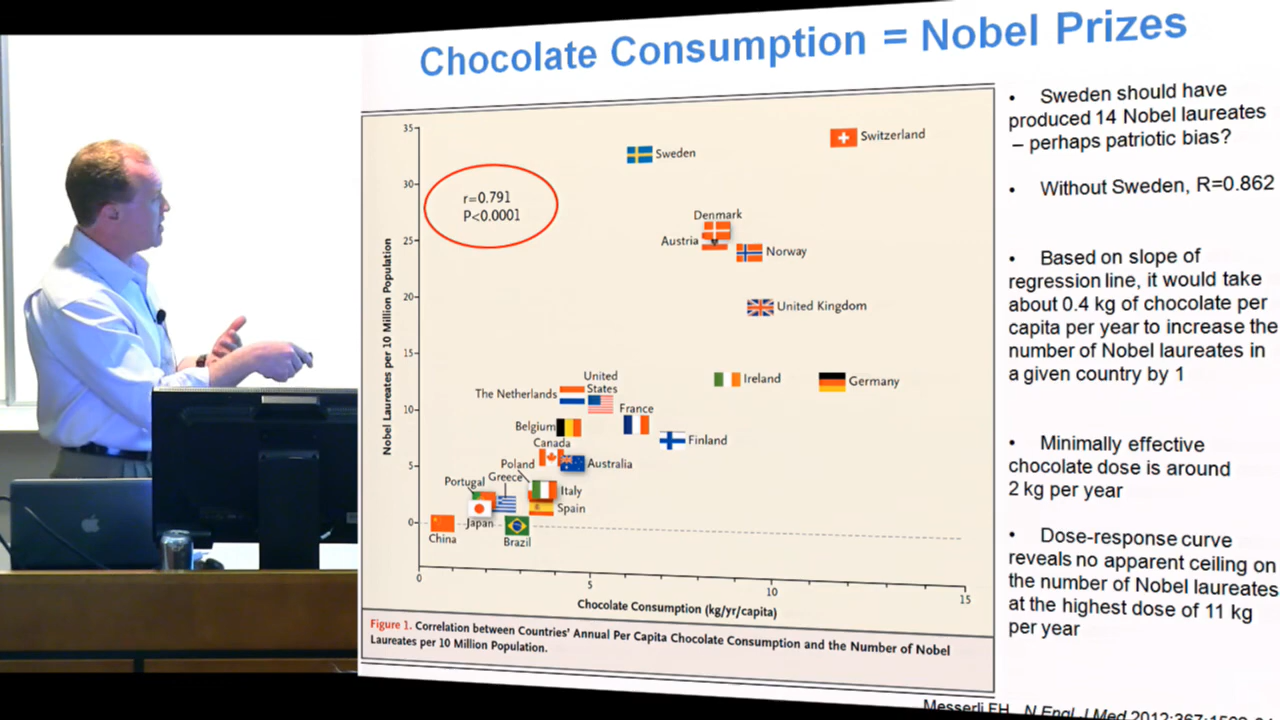 Chocolate Consumption = Nobel Prizes
35
30
25
20
15
10
5
0
Nobel Laureates per 10 Million Population
r=0.791
P<0.0001
Switzerland
Sweden
Denmark
Austria
Norway
United Kingdom
Ireland
Germany
United
States
The Netherlands
France
Belgium
Finland
Canada
Australia
Poland
Greece
Portugal
Italy
Spain
Japan
China
Brazil
0
5
10
15
Chocolate Consumption (kg/yr/capita)
Figure 1. Correlation between Countries' Annual Per Capita Chocolate Consumption and the Number of Nobel
Laureates per 10 Million Population.
• Sweden should have
produced 14 Nobel laureates
– perhaps patriotic bias?
• Without Sweden, R=0.862
• Based on slope of
regression line, it would take
about 0.4 kg of chocolate per
capita per year to increase the
number of Nobel laureates in
a given country by 1
• Minimally effective
chocolate dose is around
2 kg per year
• Dose-response curve
reveals no apparent ceiling on
the number of Nobel laureates
at the highest dose of 11 kg
per year
Messerli FH, N Engl J Med 2012;367: